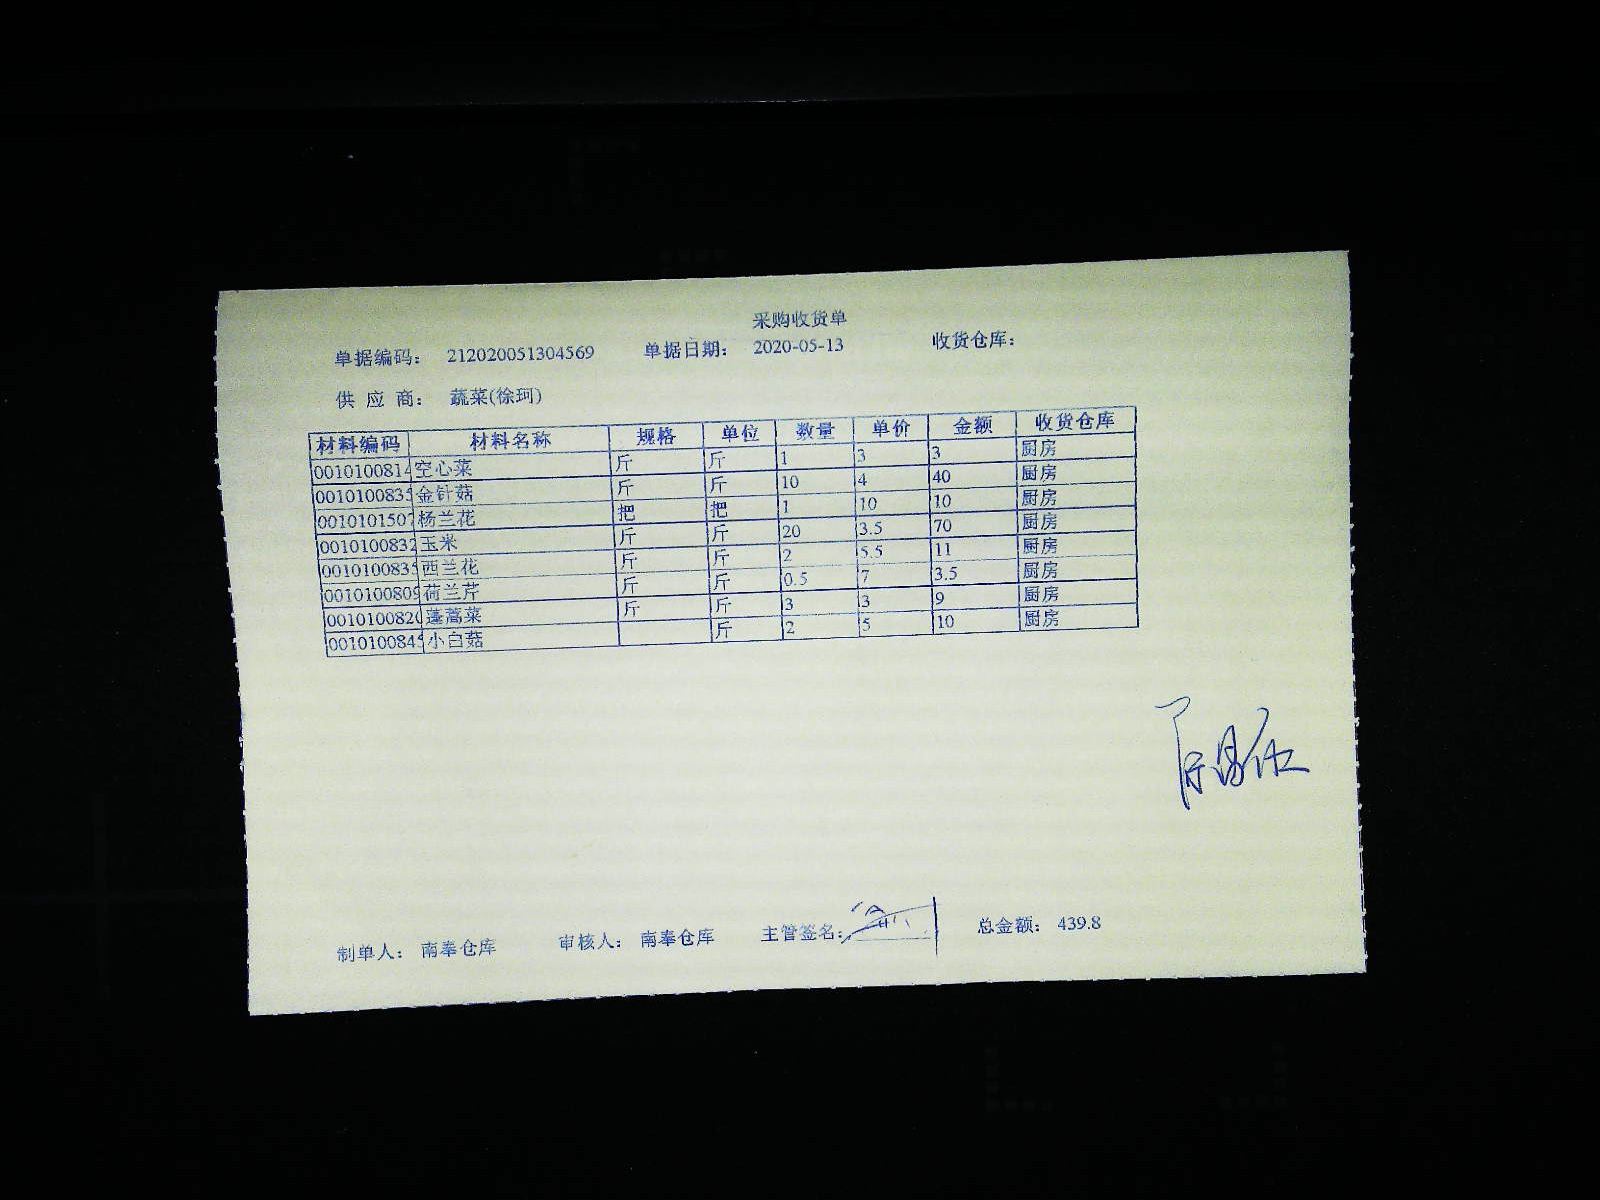 采购收货单
单据编码： 212020051304569 单据日期： 2020-05-13 收货仓库：
供 应 商： 蔬菜(徐珂)
材料编码 材料名称 规格 单位 数量 单价 金额 收货仓库
0010100814 空心菜 斤 斤 1 3 3 厨房
001010083 金针菇 斤 斤 10 4 40 厨房
001010150 杨兰花 把 把 1 10 10 厨房
0010100832 玉米 斤 斤 20 3.5 70 厨房
001010083 西兰花 斤 斤 2 5.5 11 厨房
001010080 荷兰芹 斤 斤 0.5 7 3.5 厨房
001010082 蓬蒿菜 斤 斤 3 3 9 厨房
001010084 小白菇 斤 2 5 10 厨房
制单人： 南奉仓库 审核人： 南奉仓库 主管签名： 总金额： 439.8